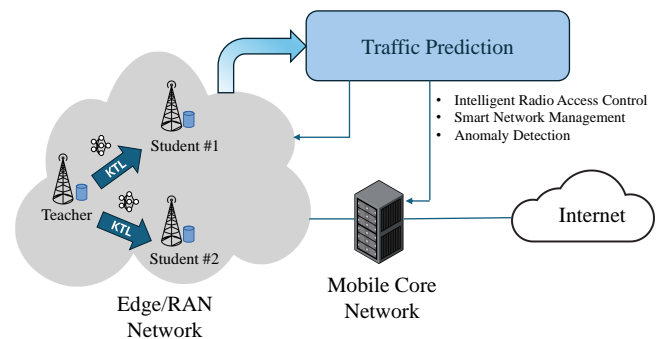 Traffic Prediction
• Intelligent Radio Access Control
• Smart Network Management
• Anomaly Detection
Student #1
KTL
Teacher
KTL
Student #2
Internet
Edge/RAN
Network
Mobile Core
Network